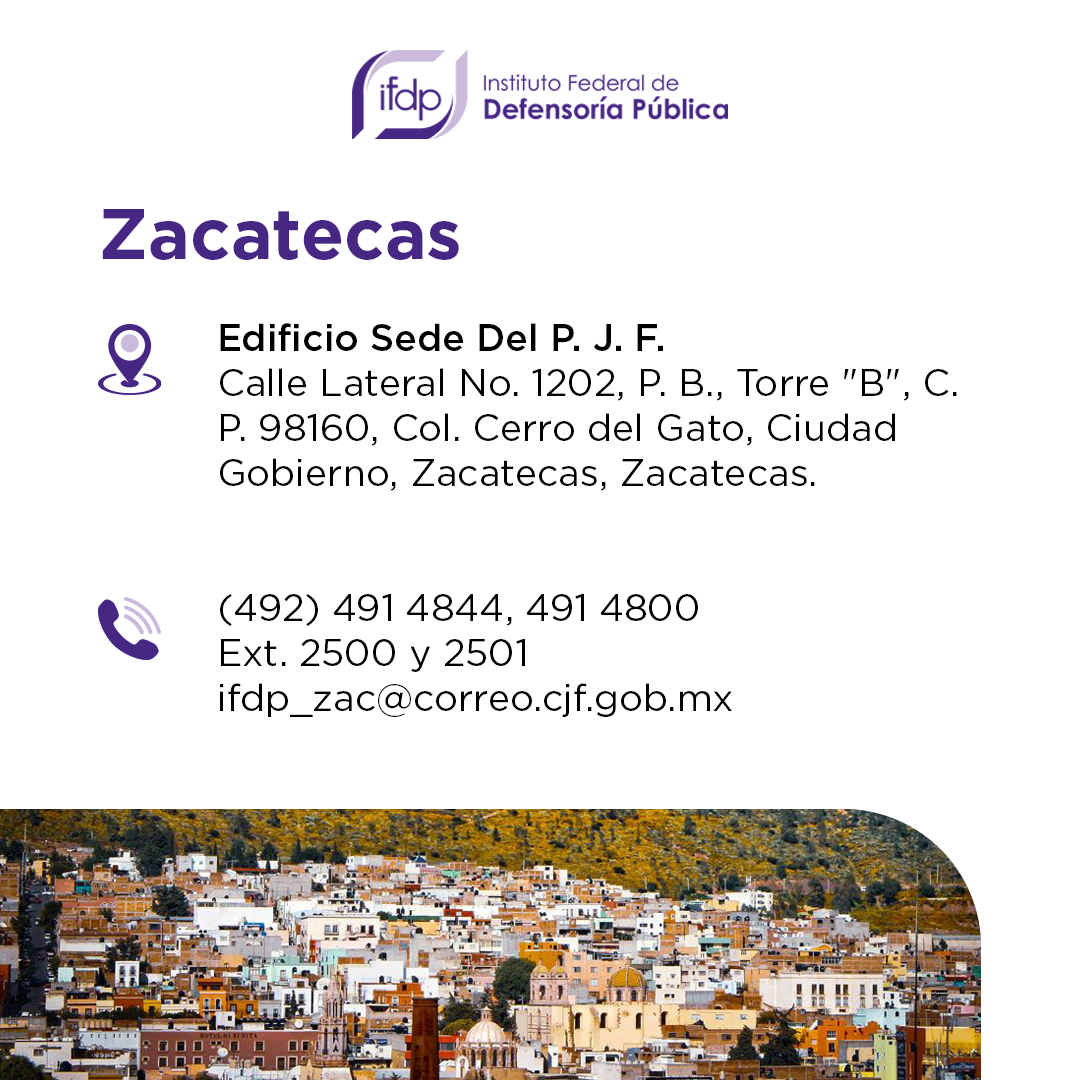 ifdp
Instituto Federal de
Defensoría Pública
Zacatecas
Edificio Sede Del P. J. F.
Calle Lateral No. 1202, P. B., Torre "B", C.
P. 98160, Col. Cerro del Gato, Ciudad
Gobierno, Zacatecas, Zacatecas.
(492) 491 4844, 491 4800
Ext. 2500 y 2501
ifdp_zac@correo.cjf.gob.mx